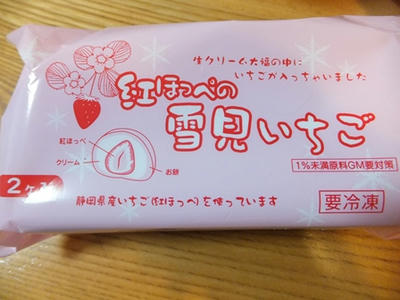 生クリーム大福の中に
いちごが入っちゃいました
紅ほっぺの
雪見いちご
紅ほっぺ
クリーム
お餅
2ケ
1%未満原料GM要対策
静岡県産いちご(紅ほっぺ)を使っています
要冷凍